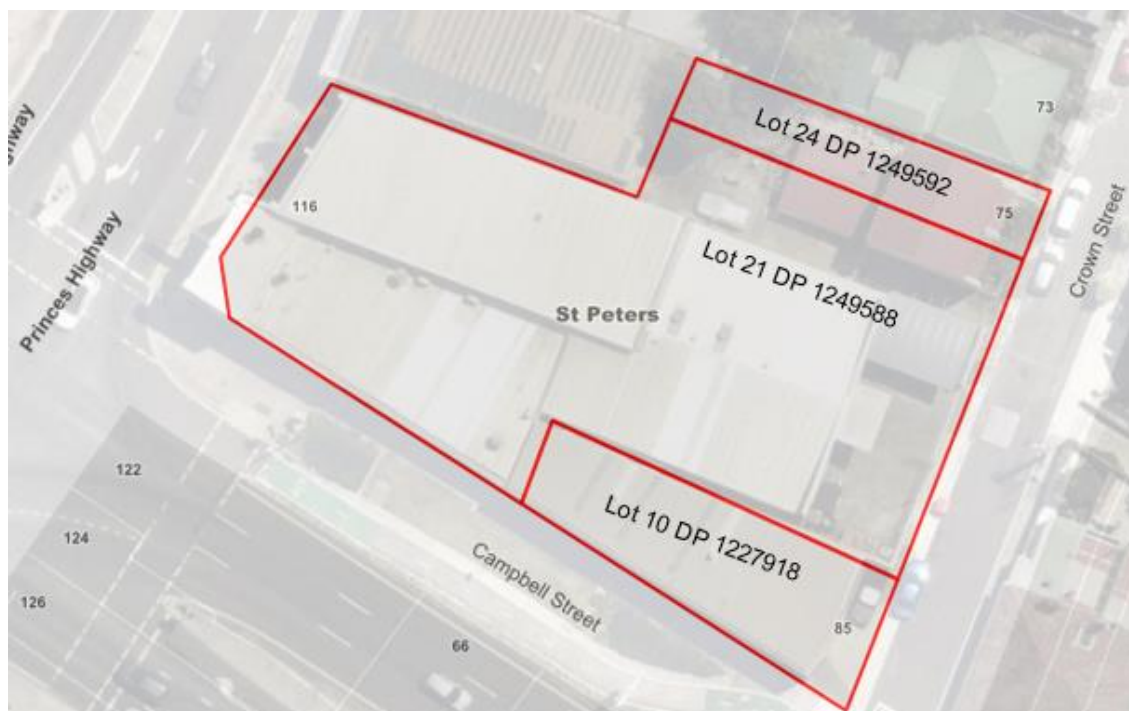 ghway
Princes Highway
116
Lot 24 DP 1249592
73
75
Crown Street
Lot 21 DP 1249588
St Peters
122
124
126
Campbell Street
66
Lot 10 DP 1227918
85